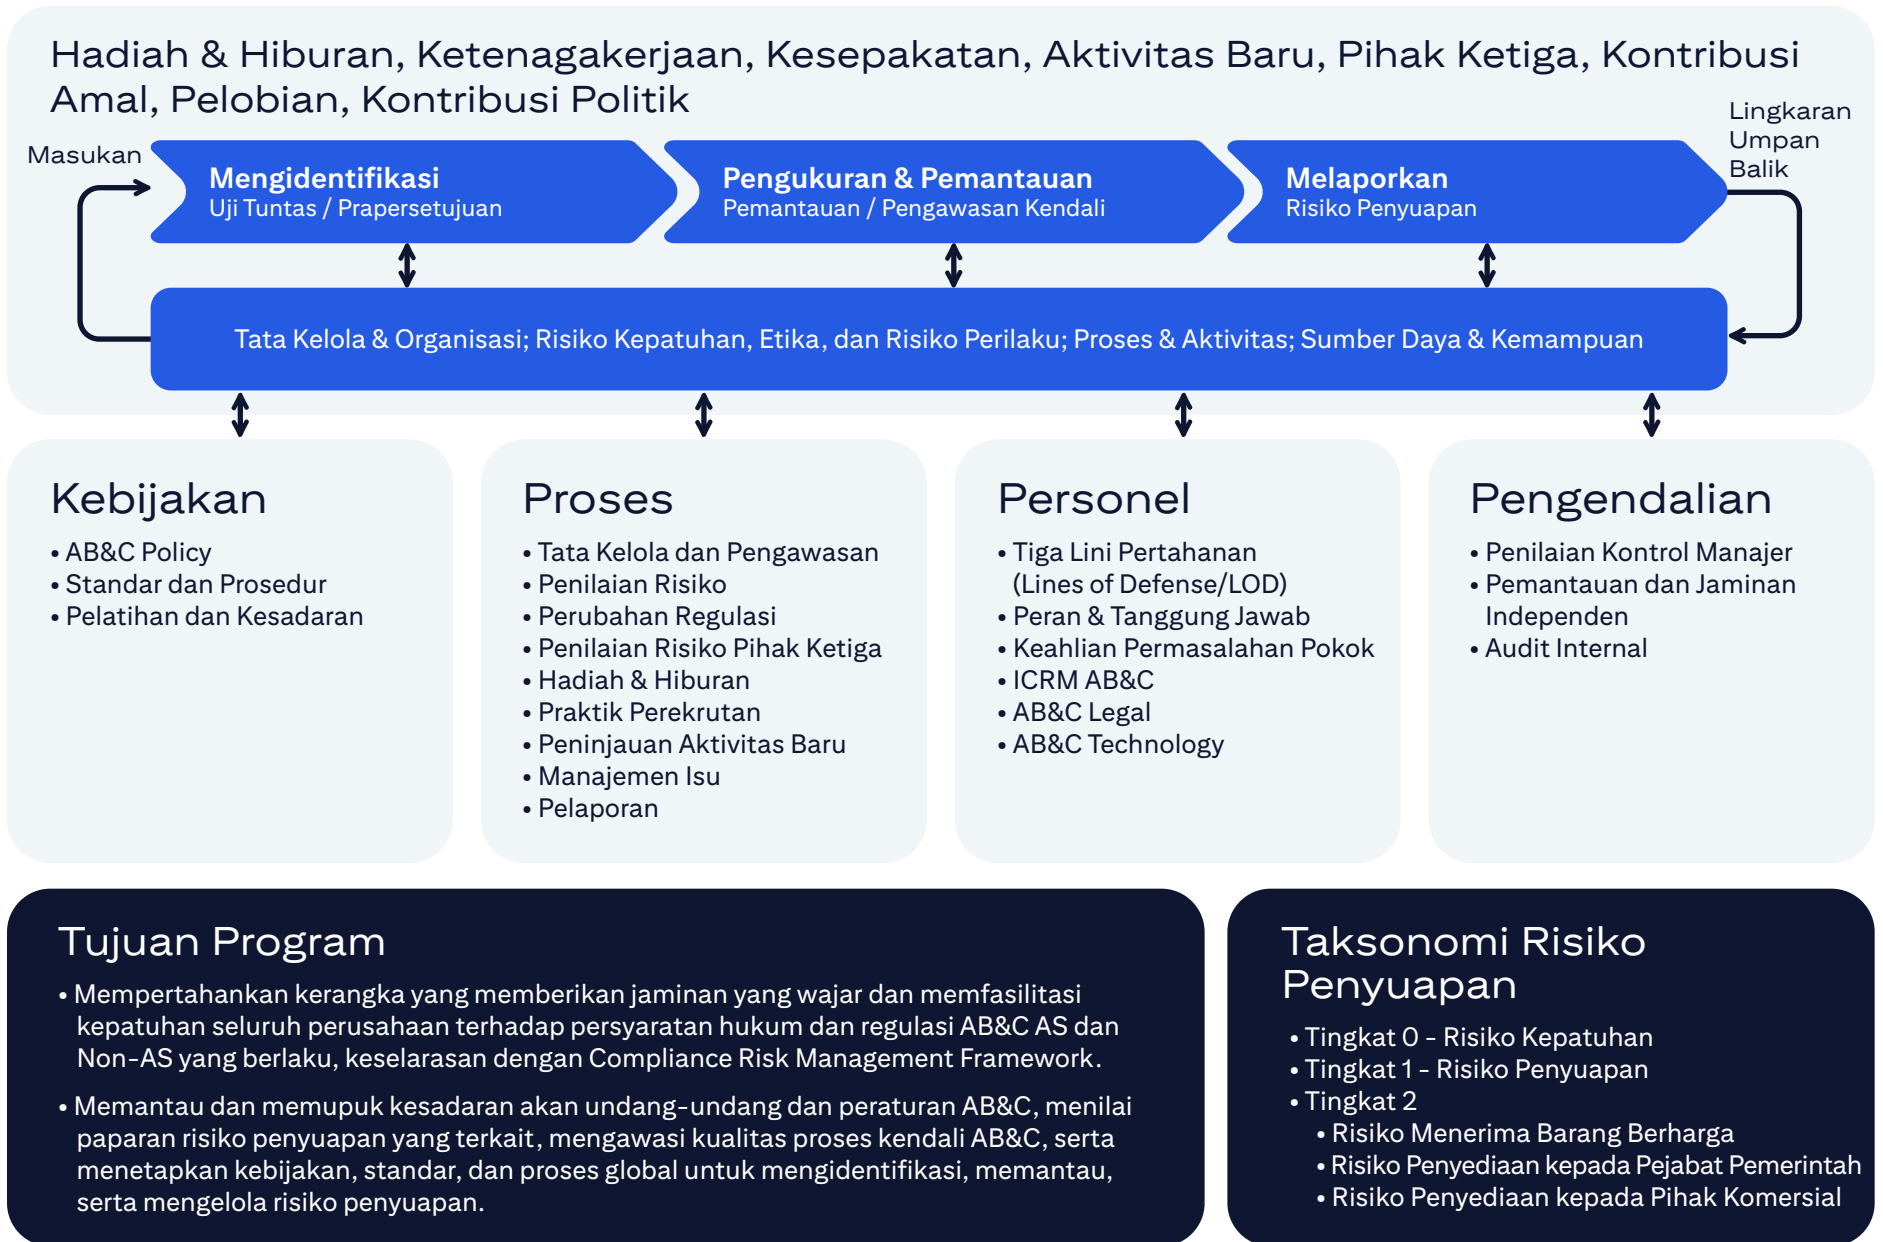 Hadiah & Hiburan, Ketenagakerjaan, Kesepakatan, Aktivitas Baru, Pihak Ketiga, Kontribusi
Amal, Pelobian, Kontribusi Politik
Masukan
Lingkaran
Umpan
Balik
Mengidentifikasi
Uji Tuntas / Prapersetujuan
Pengukuran & Pemantauan
Pemantauan / Pengawasan Kendali
Melaporkan
Risiko Penyuapan
Tata Kelola & Organisasi; Risiko Kepatuhan, Etika, dan Risiko Perilaku; Proses & Aktivitas; Sumber Daya & Kemampuan
Kebijakan
• AB&C Policy
• Standar dan Prosedur
• Pelatihan dan Kesadaran
Proses
• Tata Kelola dan Pengawasan
• Penilaian Risiko
• Perubahan Regulasi
• Penilaian Risiko Pihak Ketiga
• Hadiah & Hiburan
• Praktik Perekrutan
• Peninjauan Aktivitas Baru
• Manajemen Isu
• Pelaporan
Personel
• Tiga Lini Pertahanan
(Lines of Defense/LOD)
• Peran & Tanggung Jawab
• Keahlian Permasalahan Pokok
• ICRM AB&C
• AB&C Legal
• AB&C Technology
Pengendalian
• Penilaian Kontrol Manajer
• Pemantauan dan Jaminan
Independen
• Audit Internal
Tujuan Program
• Mempertahankan kerangka yang memberikan jaminan yang wajar dan memfasilitasi
kepatuhan seluruh perusahaan terhadap persyaratan hukum dan regulasi AB&C AS dan
Non-AS yang berlaku, keselarasan dengan Compliance Risk Management Framework.
• Memantau dan memupuk kesadaran akan undang-undang dan peraturan AB&C, menilai
paparan risiko penyuapan yang terkait, mengawasi kualitas proses kendali AB&C, serta
menetapkan kebijakan, standar, dan proses global untuk mengidentifikasi, memantau,
serta mengelola risiko penyuapan.
Taksonomi Risiko
Penyuapan
• Tingkat 0 - Risiko Kepatuhan
• Tingkat 1 - Risiko Penyuapan
• Tingkat 2
• Risiko Menerima Barang Berharga
• Risiko Penyediaan kepada Pejabat Pemerintah
• Risiko Penyediaan kepada Pihak Komersial